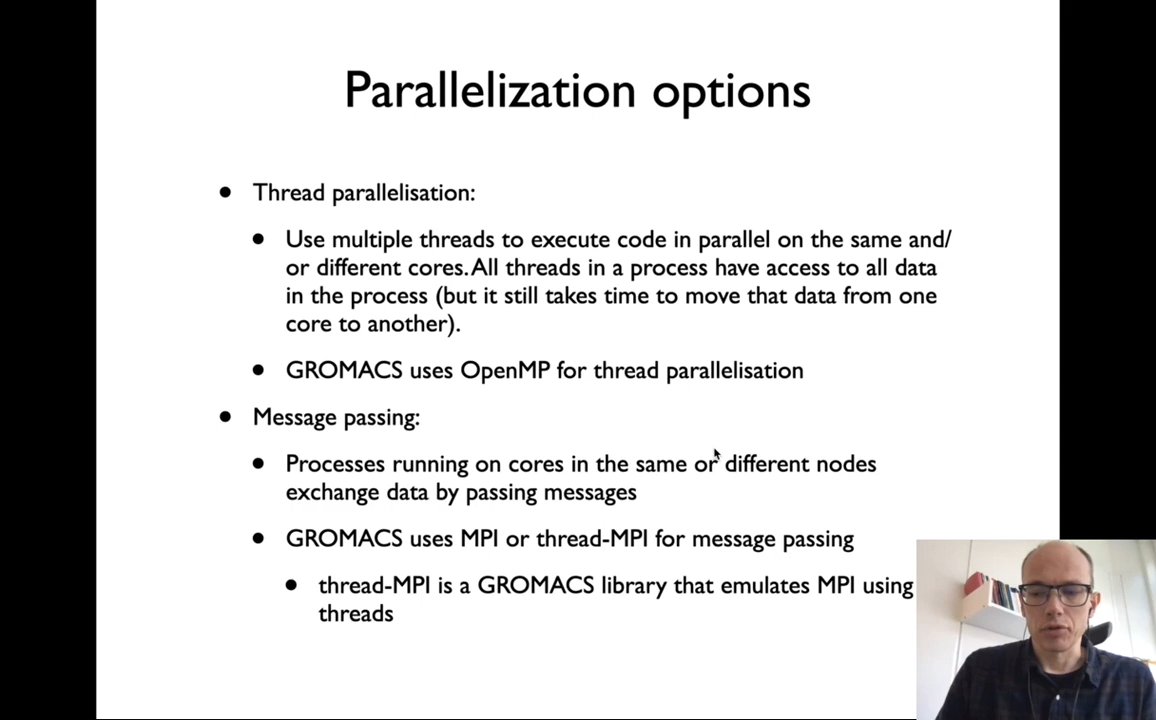 Parallelization options
• Thread parallelisation:
• Use multiple threads to execute code in parallel on the same and/
or different cores. All threads in a process have access to all data
in the process (but it still takes time to move that data from one
core to another).
• GROMACS uses OpenMP for thread parallelisation
• Message passing:
• Processes running on cores in the same or different nodes
exchange data by passing messages
• GROMACS uses MPI or thread-MPI for message passing
• thread-MPI is a GROMACS library that emulates MPI using
threads